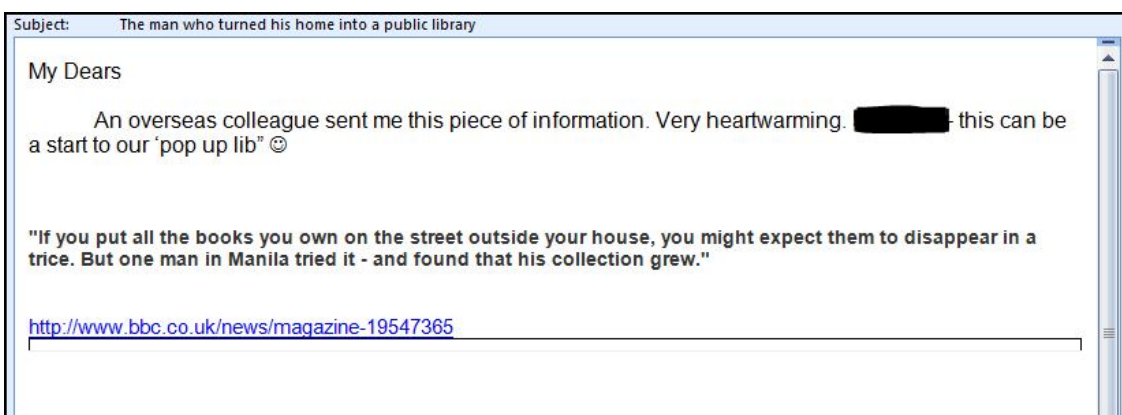 Subject: The man who turned his home into a public library
My Dears
An overseas colleague sent me this piece of information. Very heartwarming. - this can be
a start to our ‘pop up lib” ☺
"If you put all the books you own on the street outside your house, you might expect them to disappear in a
trice. But one man in Manila tried it - and found that his collection grew."
http://www.bbc.co.uk/news/magazine-19547365